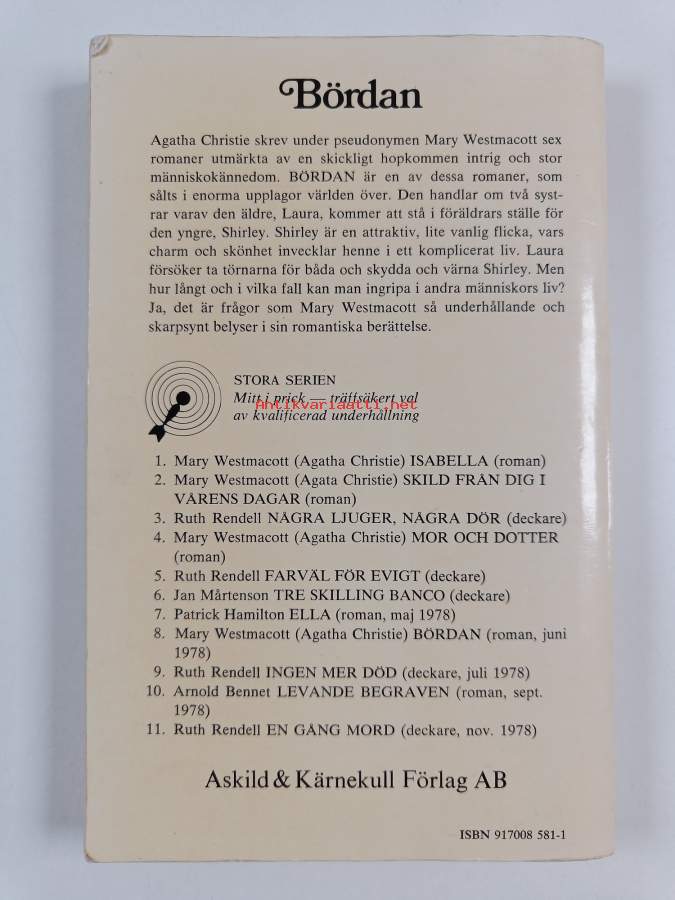 Bördan
Agatha Christie skrev under pseudonymen Mary Westmacott sex
romaner utmärkta av en skickligt hopkommen intrig och stor
människokännedom. BÖRDAN är en av dessa romaner, som
sålts i enorma upplagor världen över. Den handlar om två syst-
rar varav den äldre, Laura, kommer att stå i föräldrars ställe för
den yngre, Shirley. Shirley är en attraktiv, lite vanlig flicka, vars
charm och skönhet invecklar henne i ett komplicerat liv. Laura
försöker ta törnarna för båda och skydda och värna Shirley. Men
hur långt och i vilka fall kan man ingripa i andra människors liv?
Ja, det är frågor som Mary Westmacott så underhållande och
skarpsynt belyser i sin romantiska berättelse.
STORA SERIEN
Mitt i prick — träffsäkert val
Antikvariaatti.net
av kvalificerad underhållning
1. Mary Westmacott (Agatha Christie) ISABELLA (roman)
2. Mary Westmacott (Agata Christie) SKILD FRÅN DIG I
VÅRENS DAGAR (roman)
3. Ruth Rendell NÅGRA LJUGER, NÅGRA DÖR (deckare)
4. Mary Westmacott (Agatha Christie) MOR OCH DOTTER
(roman)
5. Ruth Rendell FARVÄL FÖR EVIGT (deckare)
6. Jan Mårtenson TRE SKILLING BANCO (deckare)
7. Patrick Hamilton ELLA (roman, maj 1978)
8. Mary Westmacott (Agatha Christie) BÖRDAN (roman, juni
1978)
9. Ruth Rendell INGEN MER DÖD (deckare, juli 1978)
10. Arnold Bennet LEVANDE BEGRAVEN (roman, sept.
1978)
11. Ruth Rendell EN GÅNG MORD (deckare, nov. 1978)
Askild & Kärnekull Förlag AB
ISBN 917008 581-1